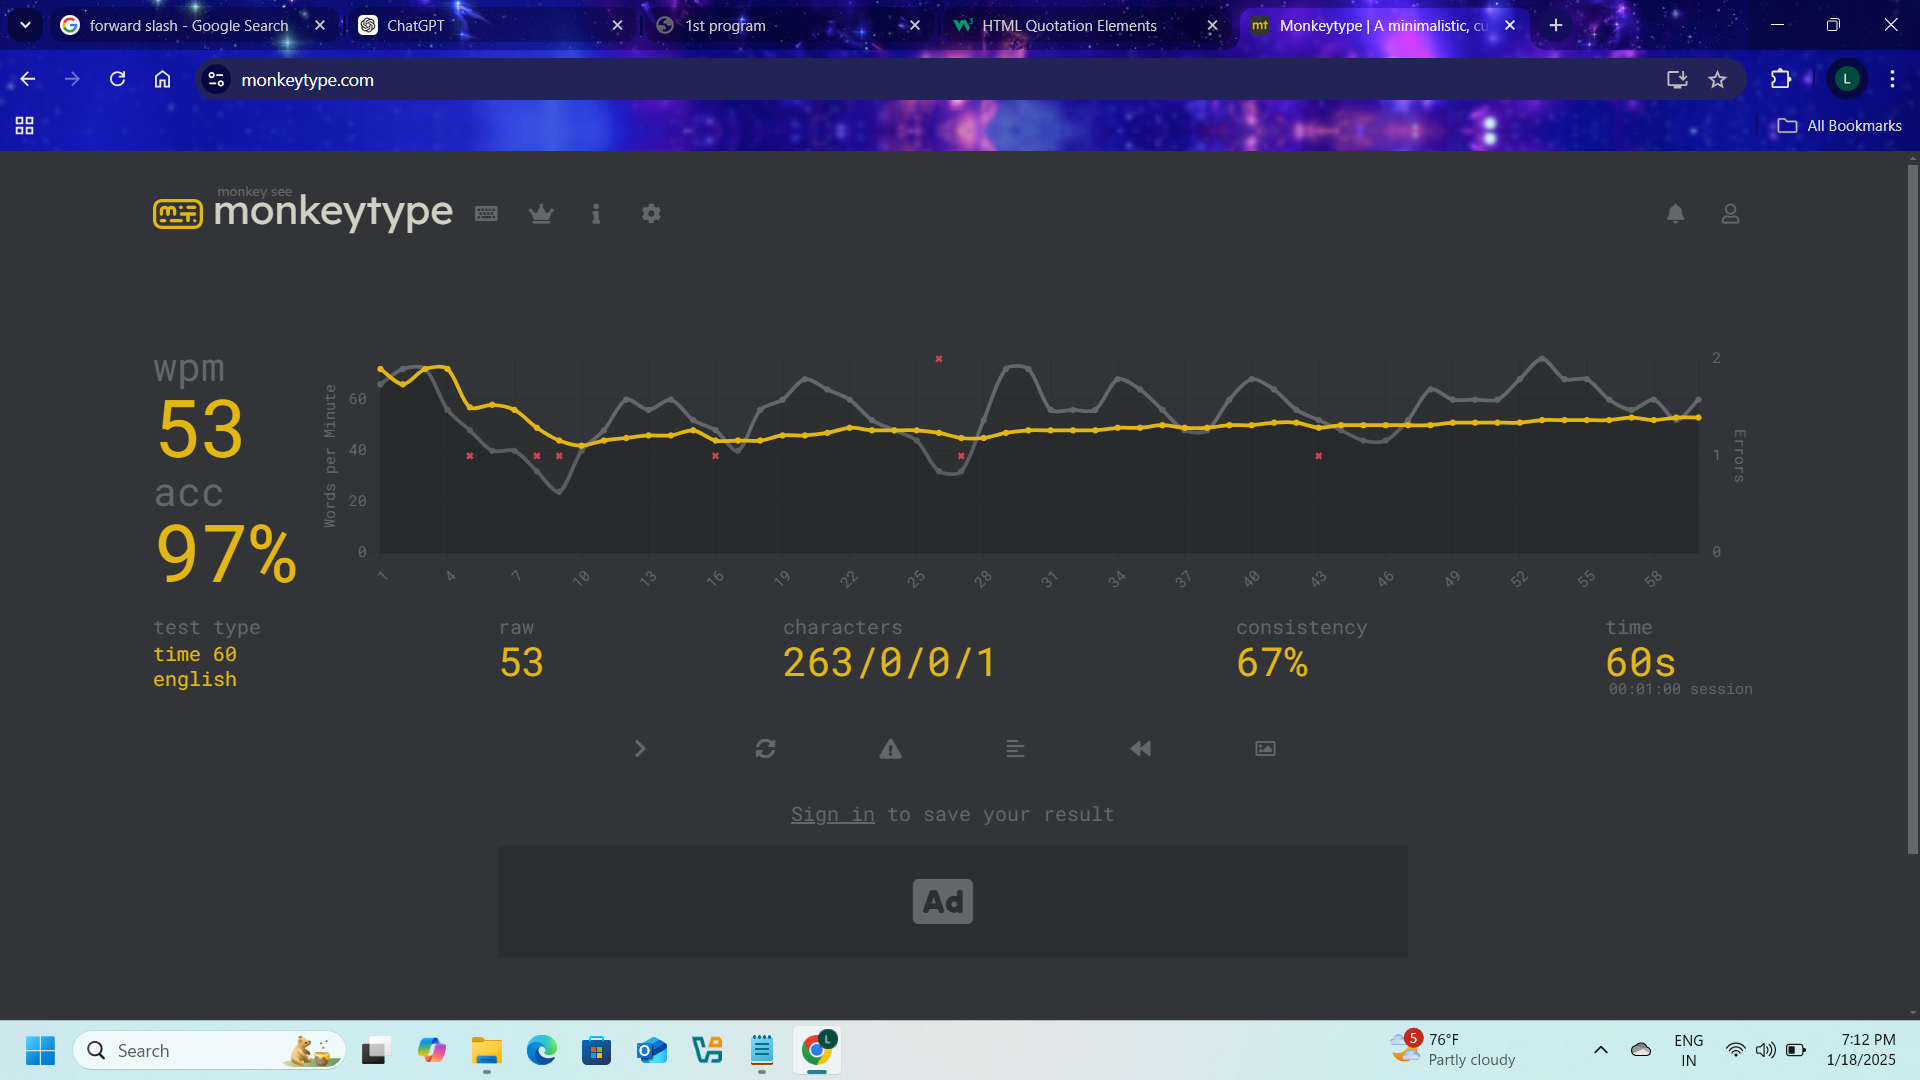 forward slash - Google Search
ChatGPT
1st program
HTML Quotation Elements
mt
Monkeytype | A minimalistic, cu
monkeytype.com
L
All Bookmarks
monkey see
monkeytype
wpm
53
acc
97%
Words per Minute
60
40
20
0
2
1
0
Errors
1 4 7 10 13 16 19 22 25 28 31 34 37 40 43 46 49 52 55 58
test type
time 60
english
raw
53
characters
263/0/0/1
consistency
67%
time
60s
00:01:00 session
Sign in to save your result
Ad
Search
L
5
76°F
Partly cloudy
ENG
IN
7:12 PM
1/18/2025